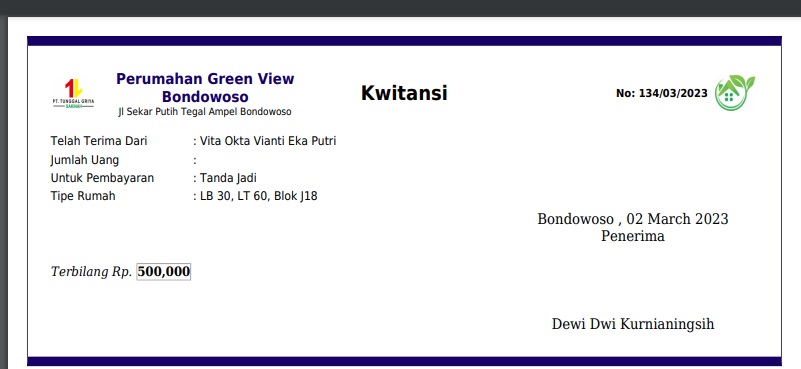 PT. TUNGGAL GRIYA
SAKINAH
Perumahan Green View
Bondowoso
Jl Sekar Putih Tegal Ampel Bondowoso
Kwitansi
No: 134/03/2023
Telah Terima Dari : Vita Okta Vianti Eka Putri
Jumlah Uang :
Untuk Pembayaran : Tanda Jadi
Tipe Rumah : LB 30, LT 60, Blok J18
Bondowoso , 02 March 2023
Penerima
Terbilang Rp. 500,000
Dewi Dwi Kurnianingsih